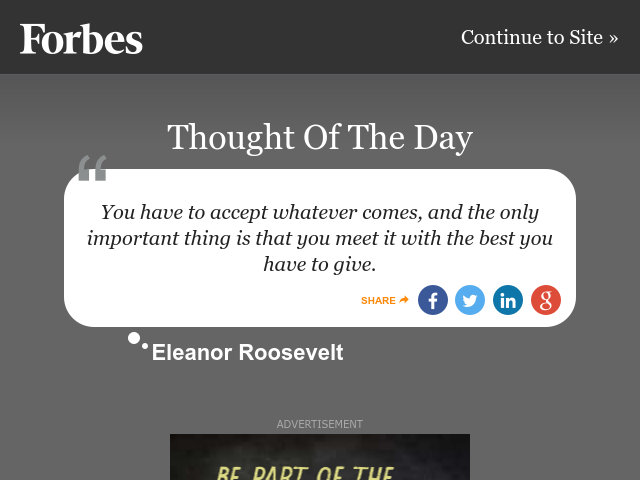 Forbes
Continue to Site »
Thought Of The Day
“
You have to accept whatever comes, and the only
important thing is that you meet it with the best you
have to give.
SHARE
Eleanor Roosevelt
ADVERTISEMENT
BE PART OF THE